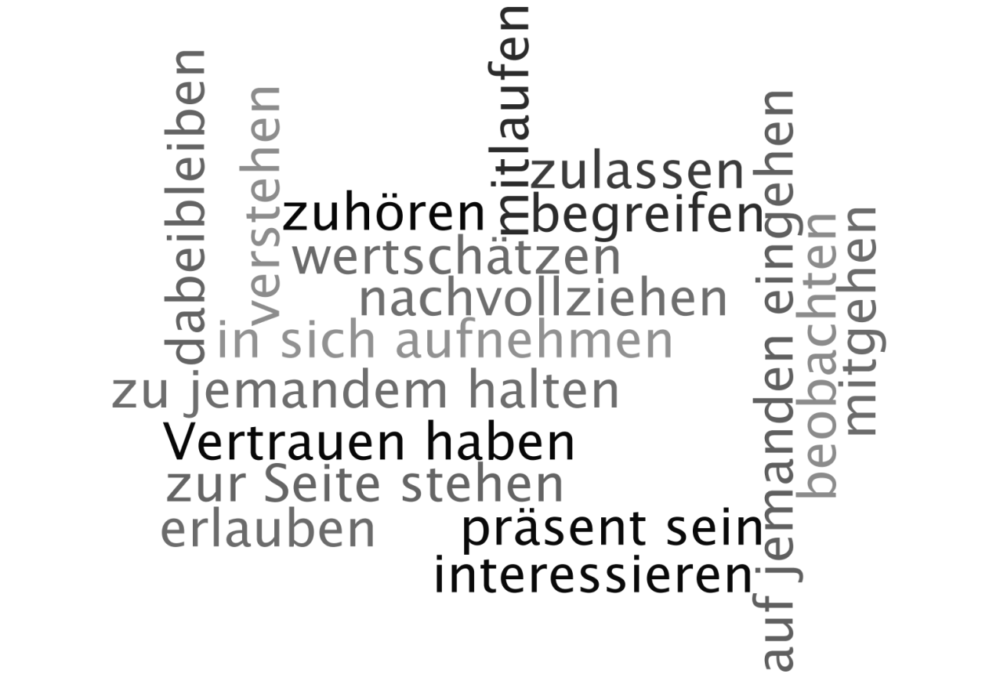 dabeibleiben
verstehen
mitlaufen
zulassen
zuhören
begreifen
wertschätzen
nachvollziehen
in sich aufnehmen
zu jemandem halten
Vertrauen haben
zur Seite stehen
erlauben
präsent sein
interessieren
auf jemanden eingehen
beobachten
mitgehen